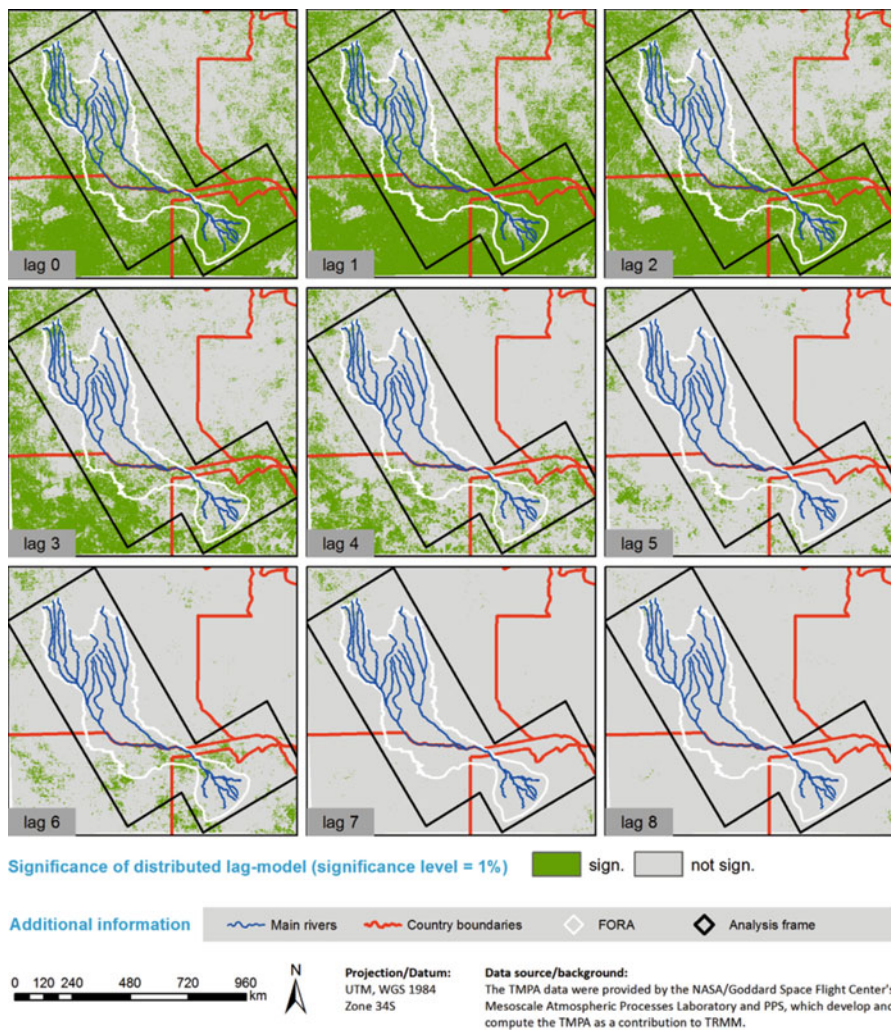 lag 0
lag 1
lag 2
lag 3
lag 4
lag 5
lag 6
lag 7
lag 8
Significance of distributed lag-model (significance level = 1%)
sign.
not sign.
Additional information
Main rivers
Country boundaries
FORA
Analysis frame
0 120 240 480 720 960
km
N
Projection/Datum:
UTM, WGS 1984
Zone 34S
Data source/background:
The TMPA data were provided by the NASA/Goddard Space Flight Center's
Mesoscale Atmospheric Processes Laboratory and PPS, which develop and
compute the TMPA as a contribution to TRMM.